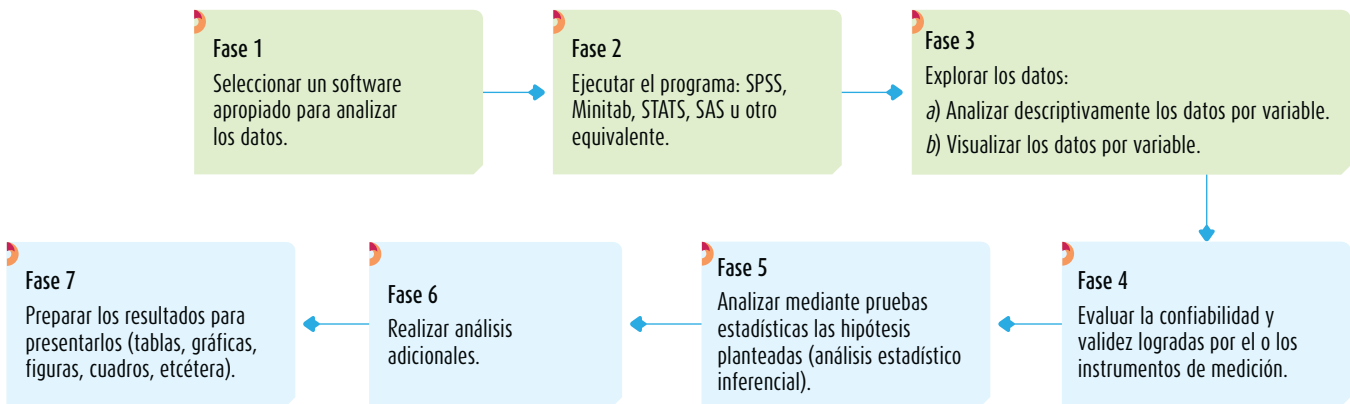 Fase 1
Seleccionar un software
apropiado para analizar
los datos.
Fase 2
Ejecutar el programa: SPSS,
Minitab, STATS, SAS u otro
equivalente.
Fase 3
Explorar los datos:
a) Analizar descriptivamente los datos por variable.
b) Visualizar los datos por variable.
Fase 4
Evaluar la confiabilidad y
validez logradas por el o los
instrumentos de medición.
Fase 5
Analizar mediante pruebas
estadísticas las hipótesis
planteadas (análisis estadístico
inferencial).
Fase 6
Realizar análisis
adicionales.
Fase 7
Preparar los resultados para
presentarlos (tablas, gráficas,
figuras, cuadros, etcétera).